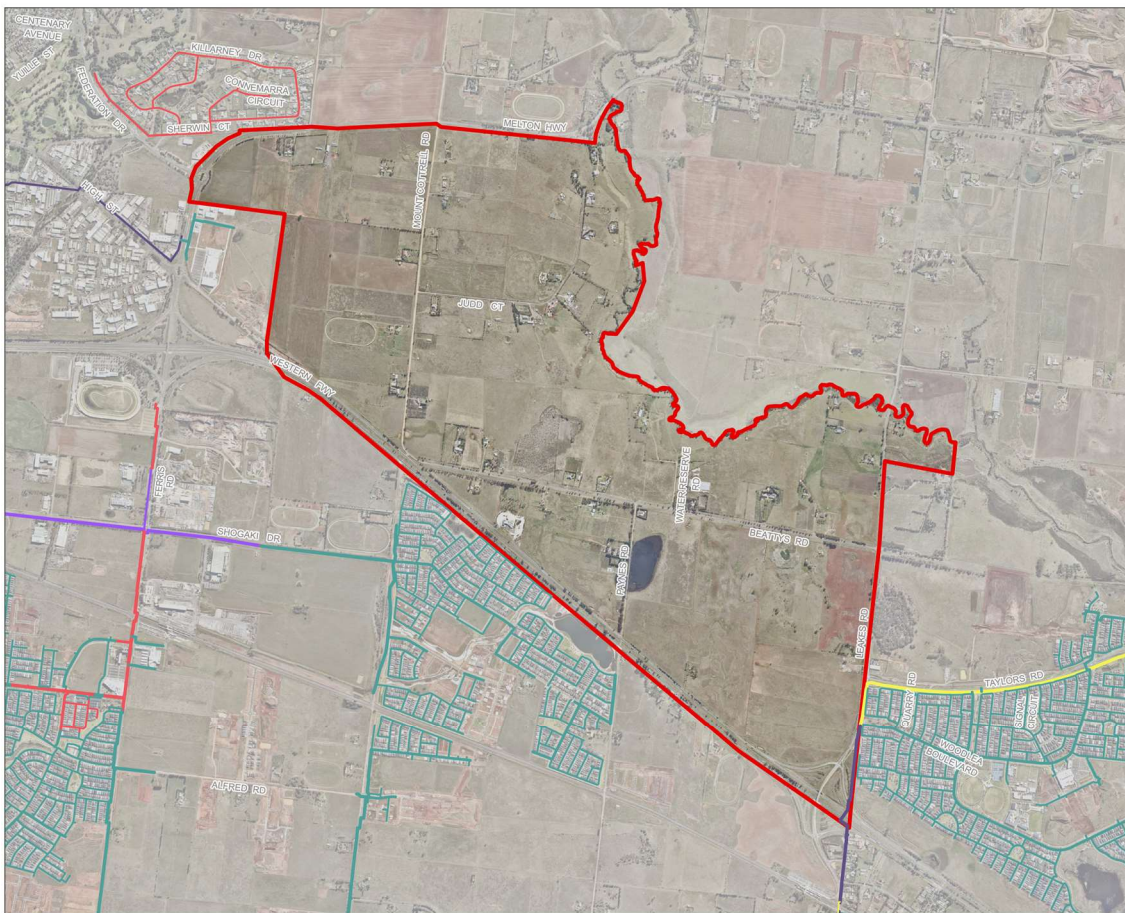 CENTENARY
AVENUE
YUILLE ST
FEDERATION DR
KILLARNEY DR
CONNEMARRA
CIRCUIT
SHERWIN CT
MELTON HWY
MOUNT COTTRELL RD
HIGH ST
JUDD CT
WESTERN FWY
FERRIS
RD
SHOGAKI DR
WATER RESERVE
RD
BEATTYS RD
PAYNES RD
LEAKES RD
QUARRY RD
TAYLORS RD
SIGNAL
CIRCUIT
WOODLEA
BOULEVARD
ALFRED RD